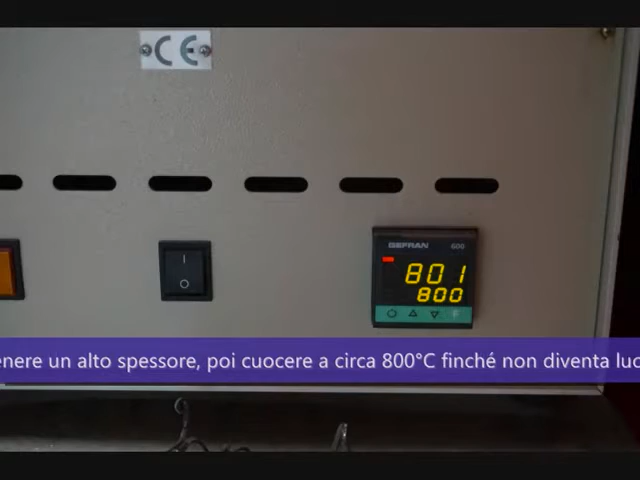 CE
GEFRAN 600
801
800
F
I
O
enere un alto spessore, poi cuocere a circa 800°C finché non diventa luc